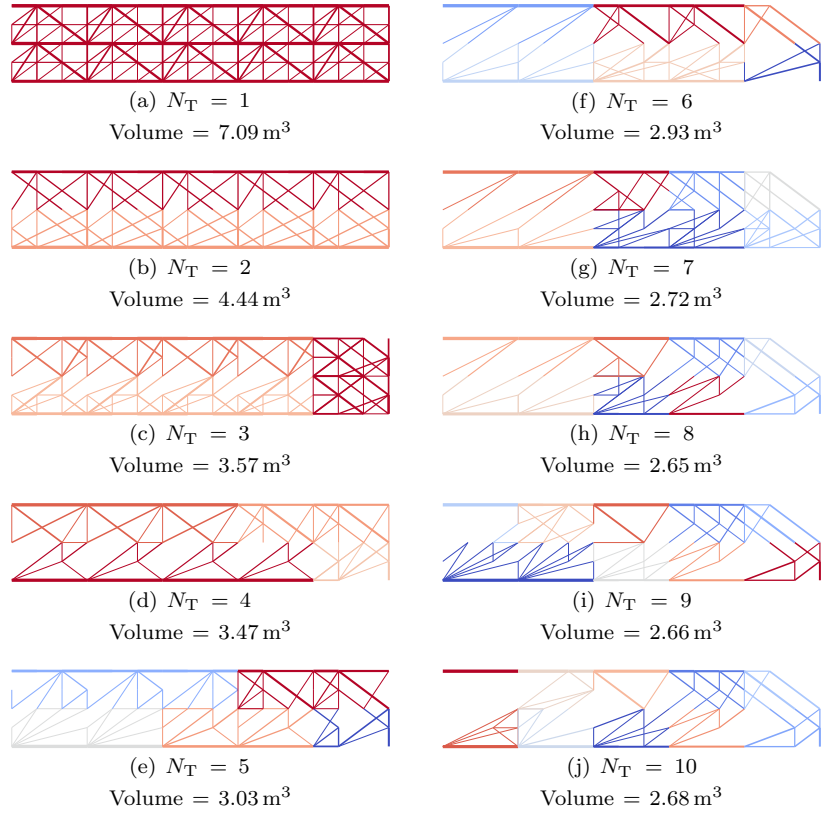 (a) N_T = 1
Volume = 7.09 m³
(b) N_T = 2
Volume = 4.44 m³
(c) N_T = 3
Volume = 3.57 m³
(d) N_T = 4
Volume = 3.47 m³
(e) N_T = 5
Volume = 3.03 m³
(f) N_T = 6
Volume = 2.93 m³
(g) N_T = 7
Volume = 2.72 m³
(h) N_T = 8
Volume = 2.65 m³
(i) N_T = 9
Volume = 2.66 m³
(j) N_T = 10
Volume = 2.68 m³